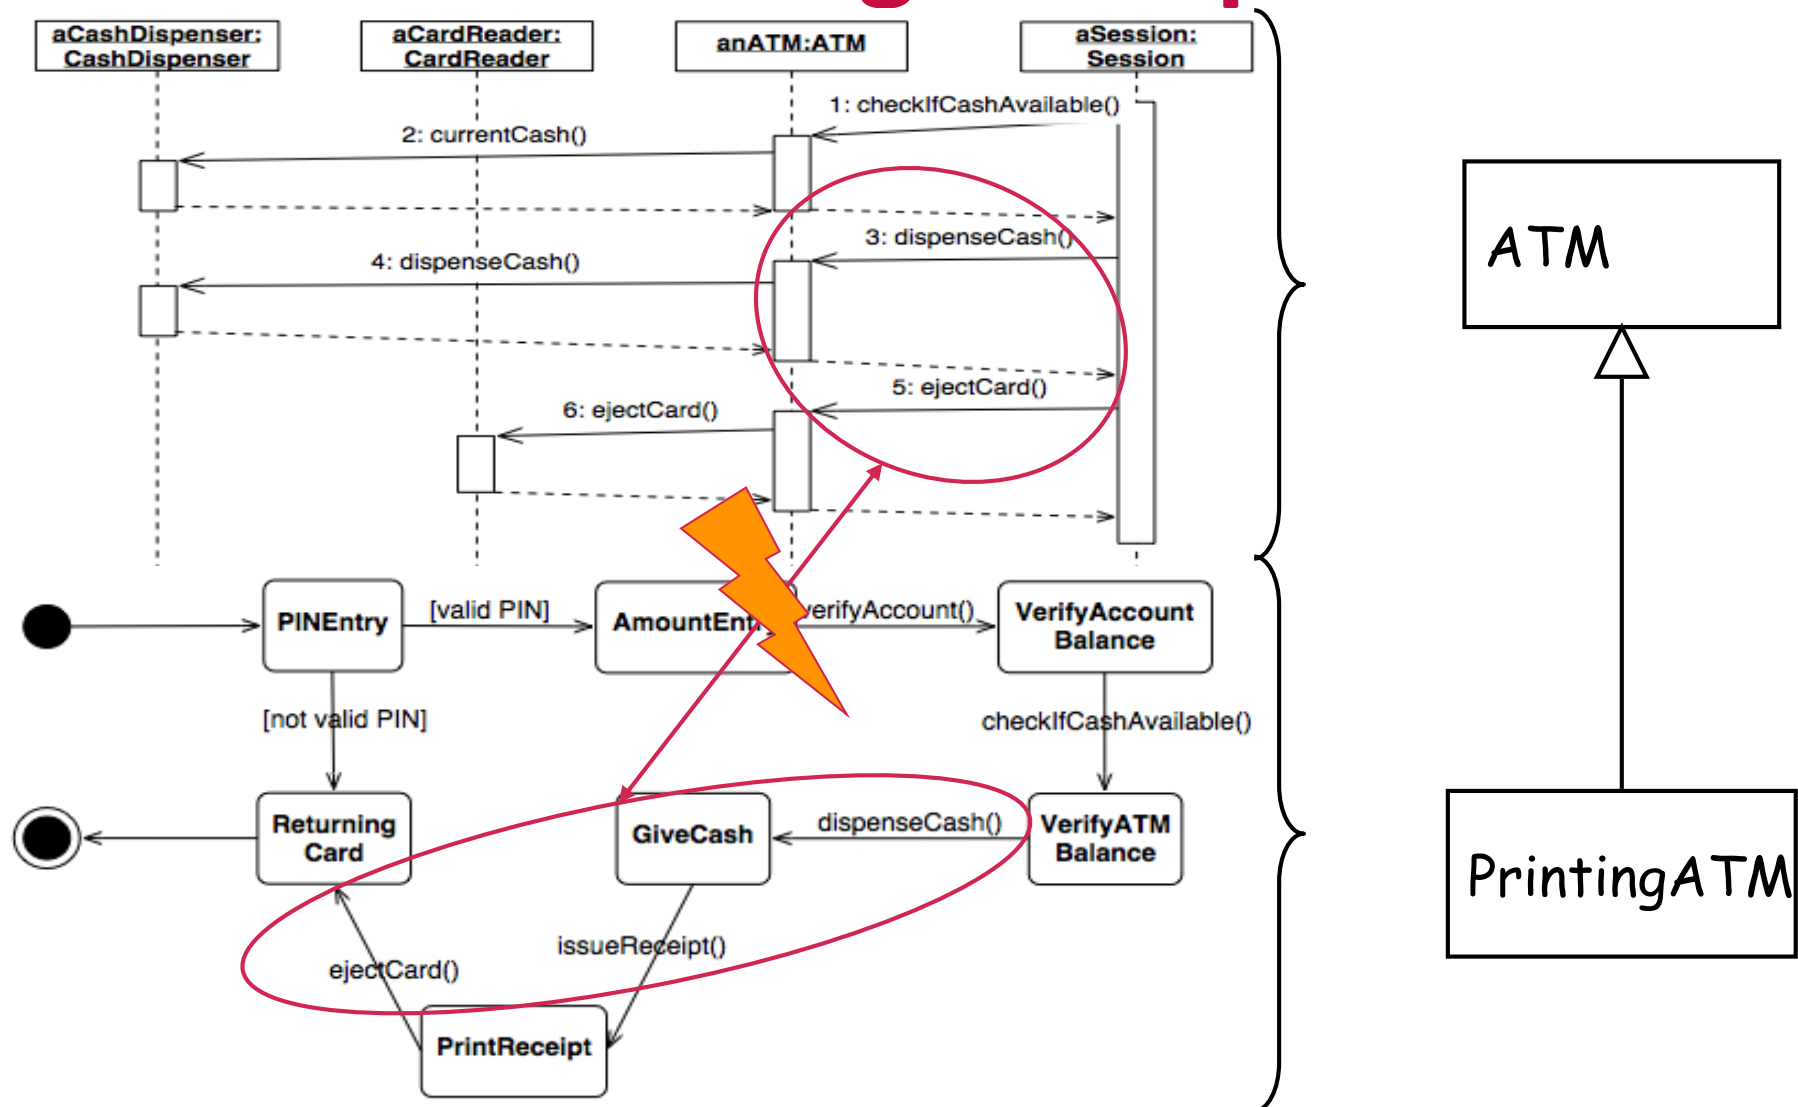 aCashDispenser:
CashDispenser
aCardReader:
CardReader
anATM:ATM
aSession:
Session
1: checkIfCashAvailable()
2: currentCash()
3: dispenseCash()
4: dispenseCash()
5: ejectCard()
6: ejectCard()
ATM
PINEntry
[valid PIN]
verifyAccount()
VerifyAccount
Balance
[not valid PIN]
checkIfCashAvailable()
Returning
Card
GiveCash
dispenseCash()
VerifyATM
Balance
PrintingATM
issueReceipt()
ejectCard()
PrintReceipt